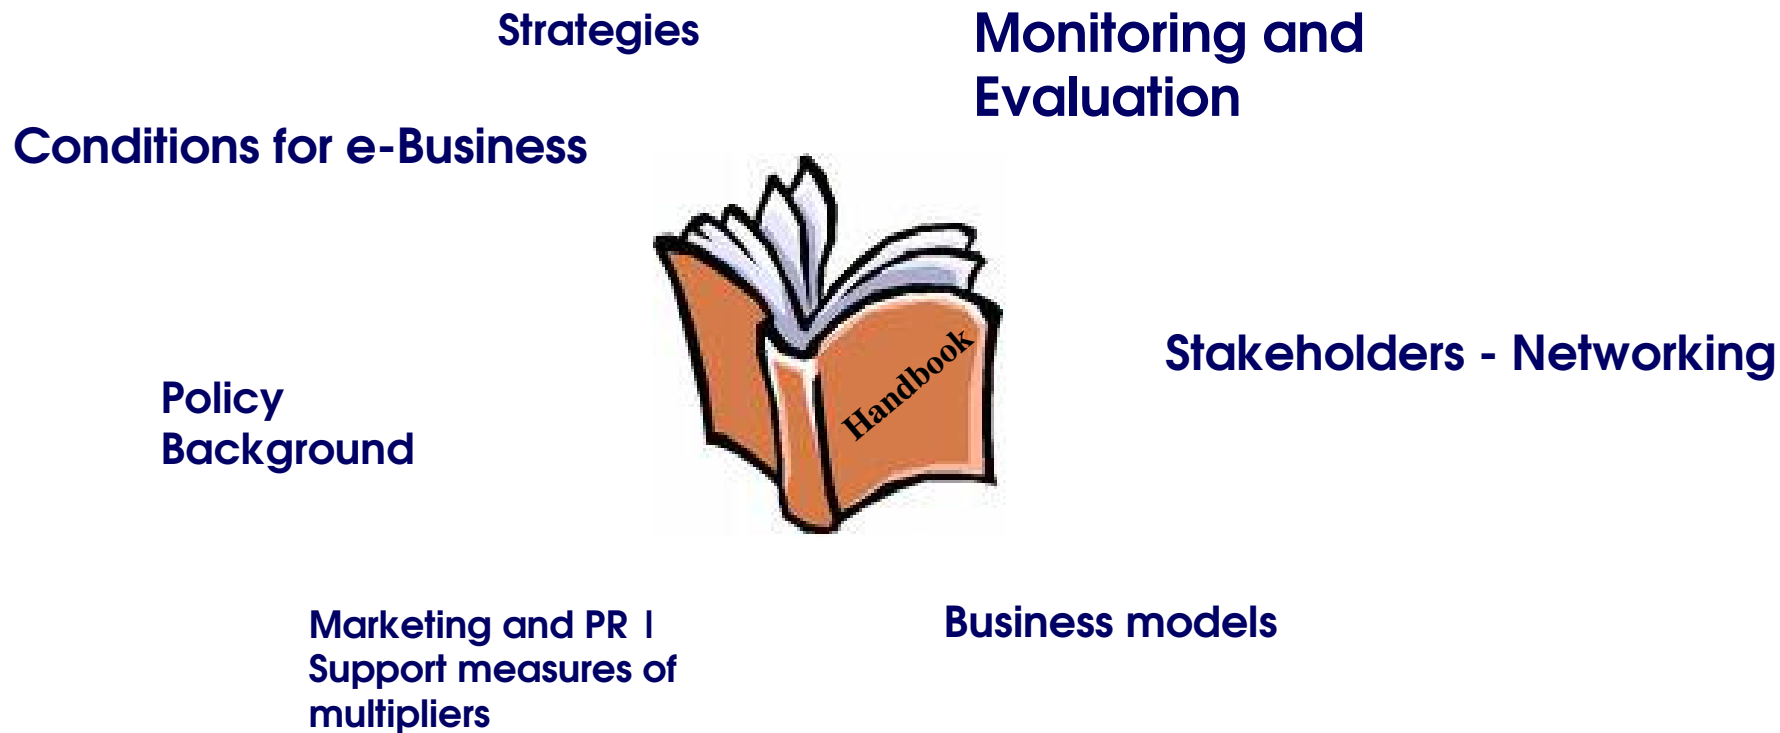 Strategies
Monitoring and
Evaluation
Conditions for e-Business
Handbook
Stakeholders - Networking
Policy
Background
Marketing and PR |
Support measures of
multipliers
Business models